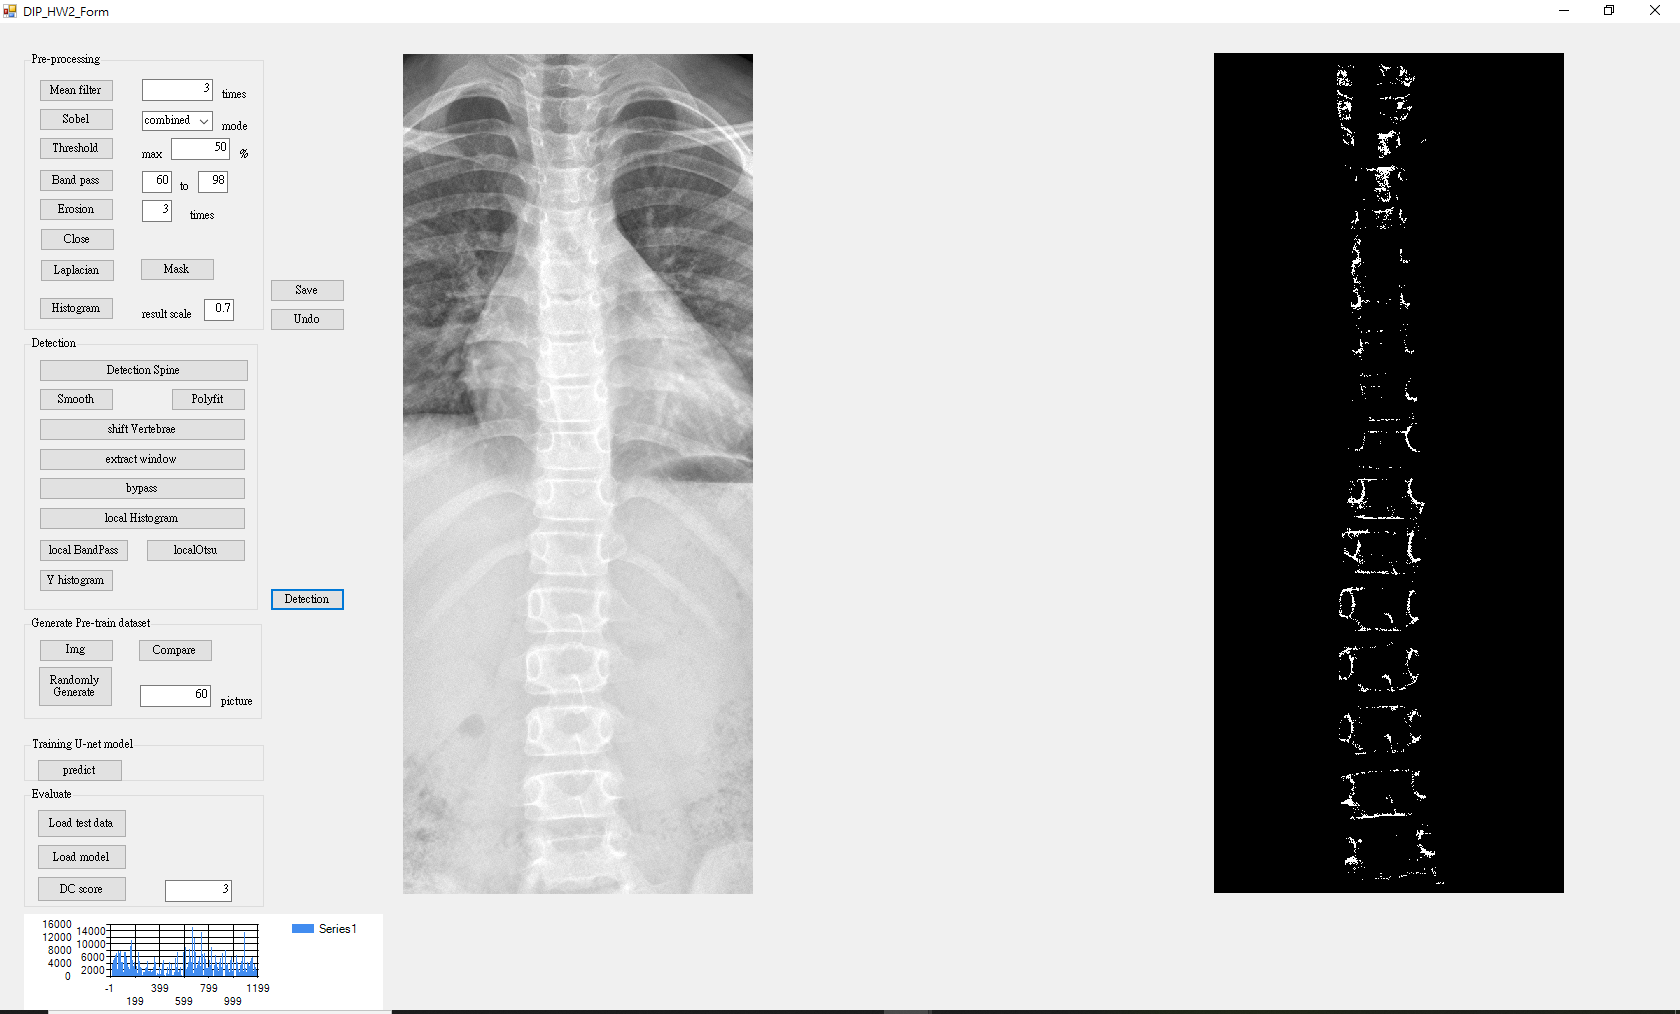 DIP_HW2_Form
Pre-processing
Mean filter 3 times
Sobel combined mode
Threshold max 50 %
Band pass 60 to 98
Erosion 3 times
Close
Laplacian Mask
Histogram result scale 0.7
Save
Undo
Detection
Detection Spine
Smooth Polyfit
shift Vertebrae
extract window
bypass
local Histogram
local BandPass localOtsu
Y histogram
Detection
Generate Pre-train dataset
Img Compare
Randomly
Generate
60 picture
Training U-net model
predict
Evaluate
Load test data
Load model
DC score 3
16000
14000
12000
10000
8000
6000
4000
2000
0
-1 399 799 1199
199 599 999
Series1